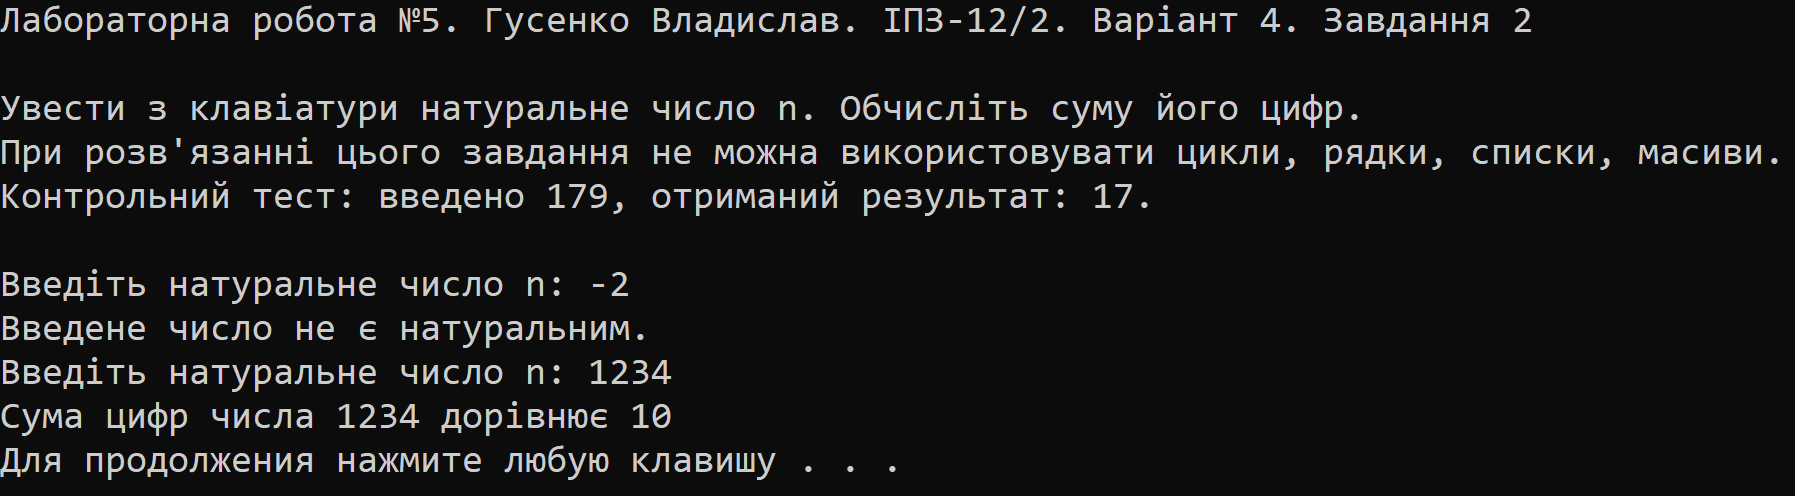 Лабораторна робота №5. Гусенко Владислав. ІПЗ-12/2. Варіант 4. Завдання 2
Увести з клавіатури натуральне число n. Обчисліть суму його цифр.
При розв'язанні цього завдання не можна використовувати цикли, рядки, списки, масиви.
Контрольний тест: введено 179, отриманий результат: 17.
Введіть натуральне число n: -2
Введене число не є натуральним.
Введіть натуральне число n: 1234
Сума цифр числа 1234 дорівнює 10
Для продолжения нажмите любую клавишу . . .